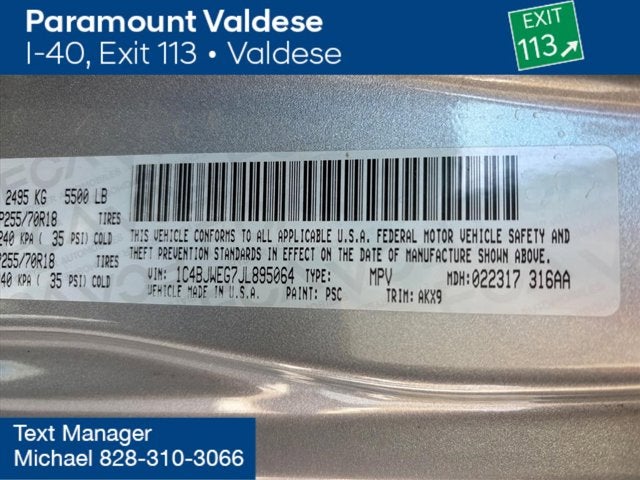 Paramount Valdese
I-40, Exit 113 • Valdese
EXIT
113
2495 KG 5500 LB
P255/70R18 TIRES
240 KPA ( 35 PSI) COLD
/70R18 TIRES
40 KPA ( 35 PSI) COLD
THIS VEHICLE CONFORMS TO ALL APPLICABLE U.S.A. FEDERAL MOTOR VEHICLE SAFETY AND
THEFT PREVENTION STANDARDS IN EFFECT ON THE DATE OF MANUFACTURE SHOWN ABOVE.
VIN: 1C4BJWEG7JL895064 TYPE: MPV MDH:022317 316AA
VEHICLE MADE IN U.S.A. PAINT: PSC TRIM: AKX9
Text Manager
Michael 828-310-3066